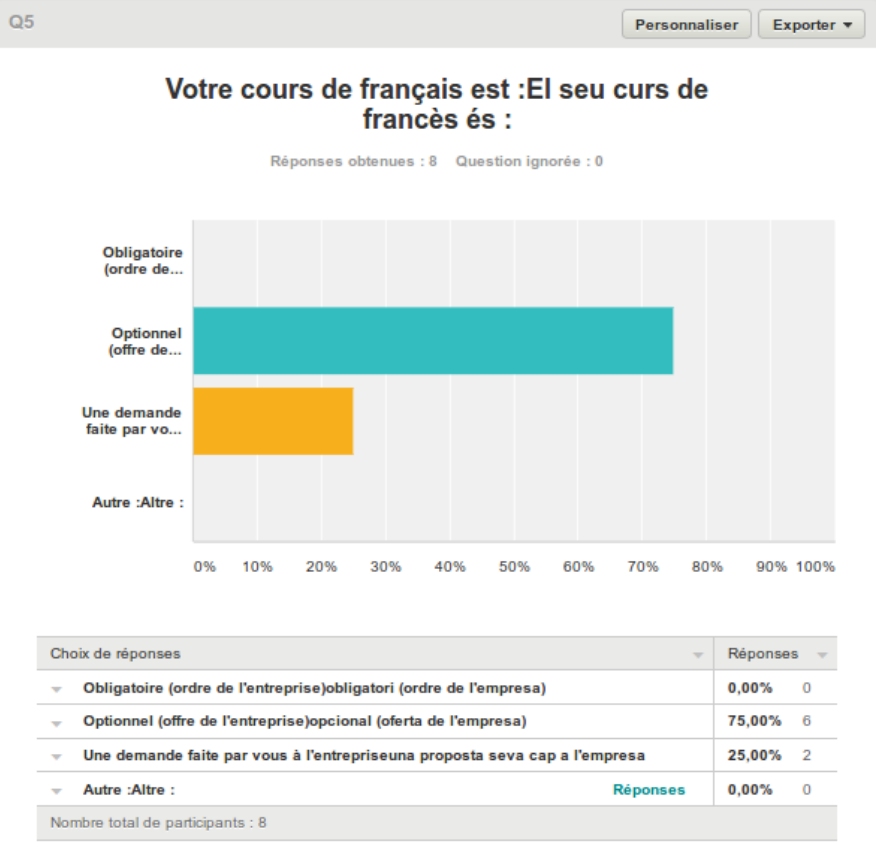 Q5
Personnaliser
Exporter
Votre cours de français est :El seu curs de
francès és :
Réponses obtenues : 8 Question ignorée : 0
Obligatoire
(ordre de...
Optionnel
(offre de...
Une demande
faite par vo...
Autre :Altre :
0% 10% 20% 30% 40% 50% 60% 70% 80% 90% 100%
Choix de réponses Réponses
Obligatoire (ordre de l'entreprise)obligatori (ordre de l'empresa) 0,00% 0
Optionnel (offre de l'entreprise)opcional (oferta de l'empresa) 75,00% 6
Une demande faite par vous à l'entrepriseuna proposta seva cap a l'empresa 25,00% 2
Autre :Altre : Réponses 0,00% 0
Nombre total de participants : 8